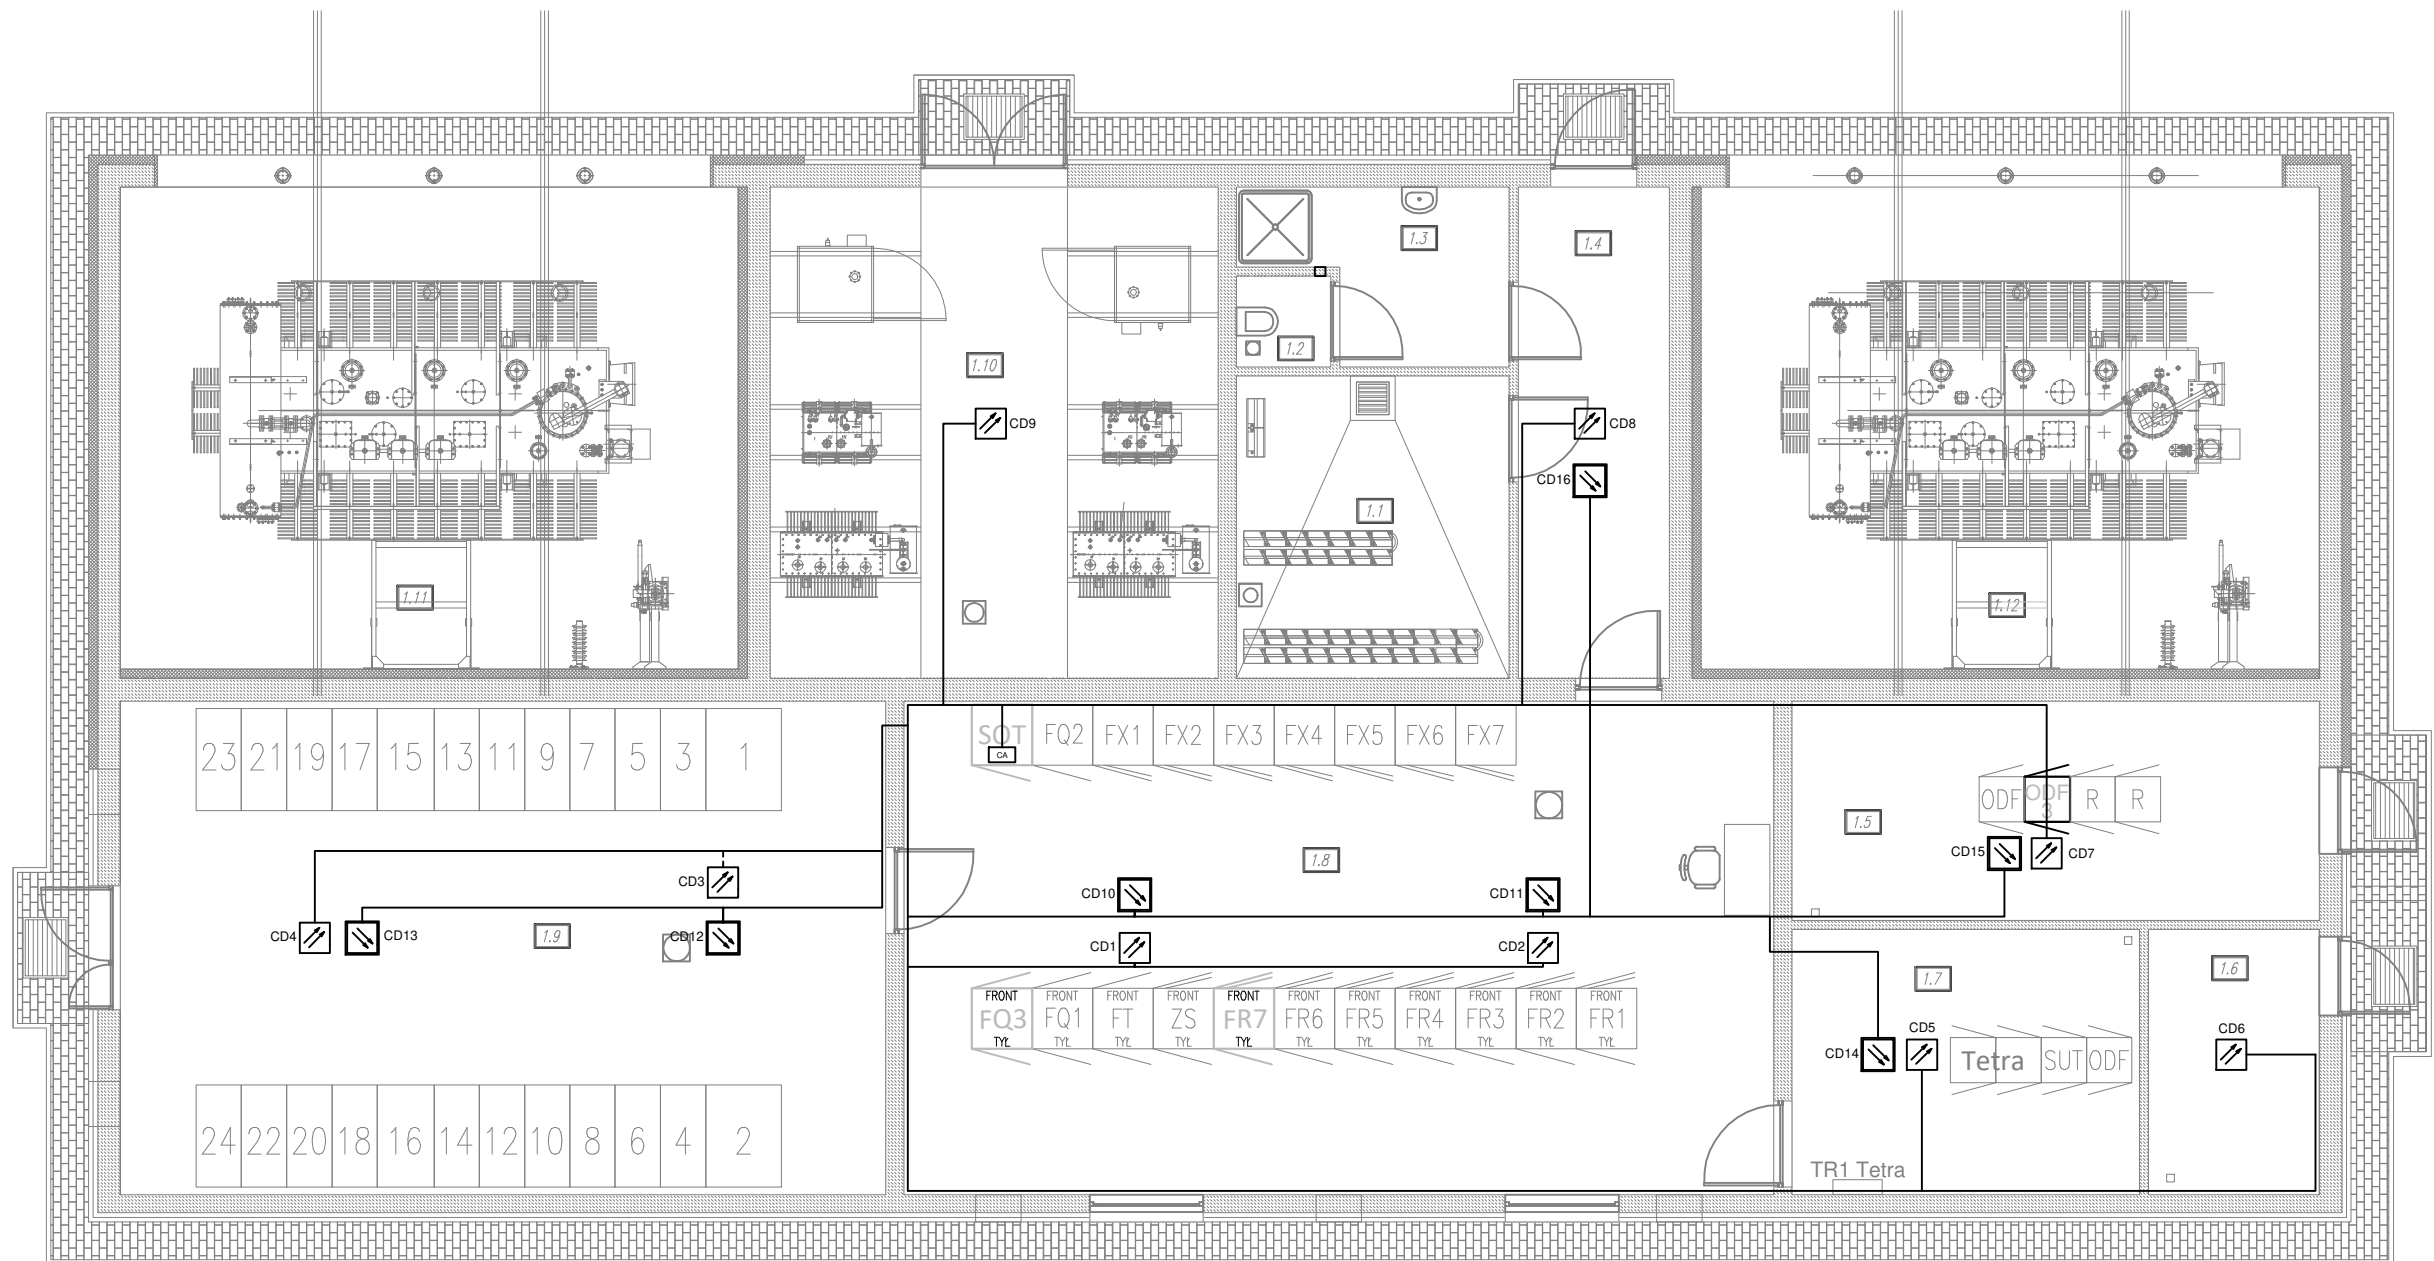 1.3
1.4
1.2
1.10
CD9
CD8
CD16
1.1
1.11
1.12
23 21 19 17 15 13 11 9 7 5 3 1
SOT FQ2 FX1 FX2 FX3 FX4 FX5 FX6 FX7
CA
ODF ODF R R
3
1.5
CD15 CD7
1.8
CD3
CD10 CD11
CD4 CD13 1.9 CD12
CD1 CD2
1.7 1.6
FRONT FRONT FRONT FRONT FRONT FRONT FRONT FRONT FRONT FRONT FRONT
FQ3 FQ1 FT ZS FR7 FR6 FR5 FR4 FR3 FR2 FR1
TYŁ TYŁ TYŁ TYŁ TYŁ TYŁ TYŁ TYŁ TYŁ TYŁ TYŁ
CD5 CD6
CD14
Tetra SUT ODF
24 22 20 18 16 14 12 10 8 6 4 2
TR1 Tetra